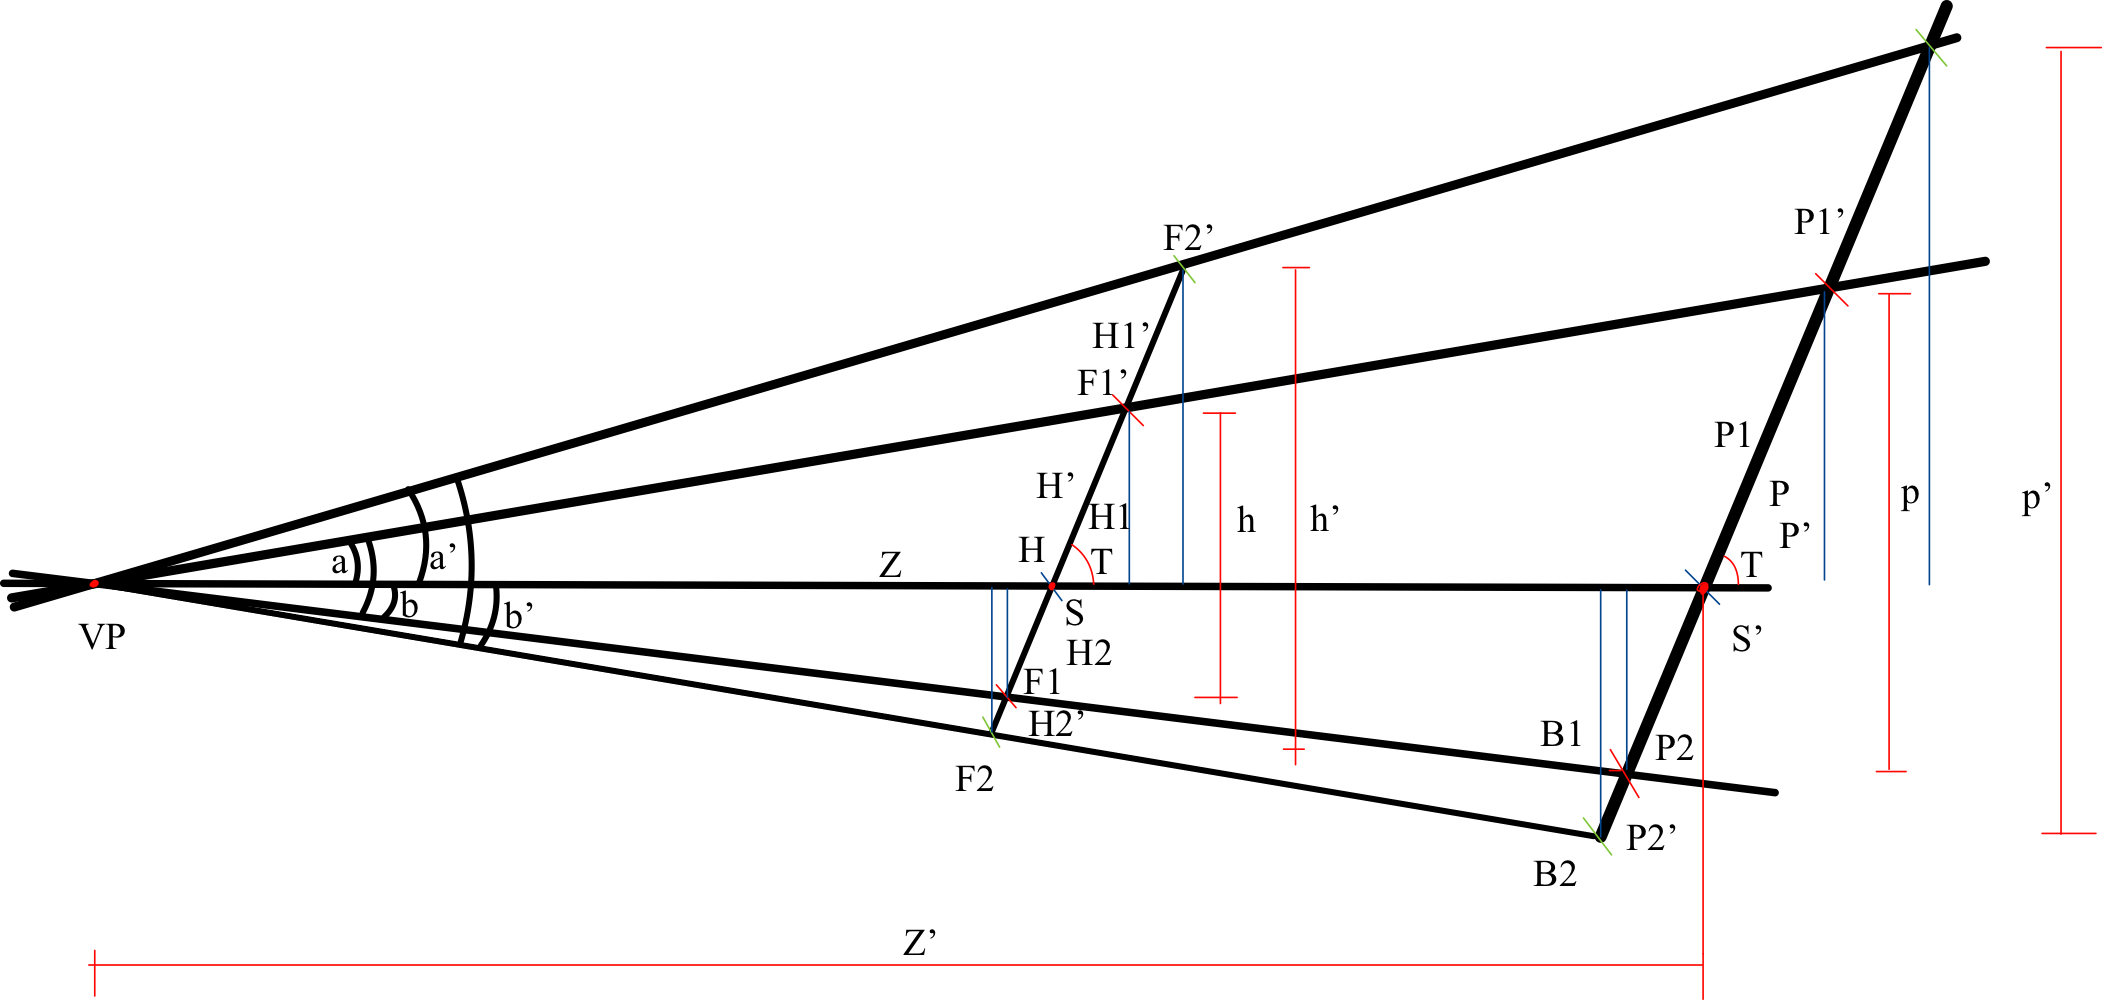 P1’
F2’
H1’
F1’
P1
H’
P
p
p’
H1
h
h’
P’
H
T
Z
T
a
a’
b
b’
S
VP
S’
H2
F1
H2’
B1
P2
F2
P2’
B2
Z’